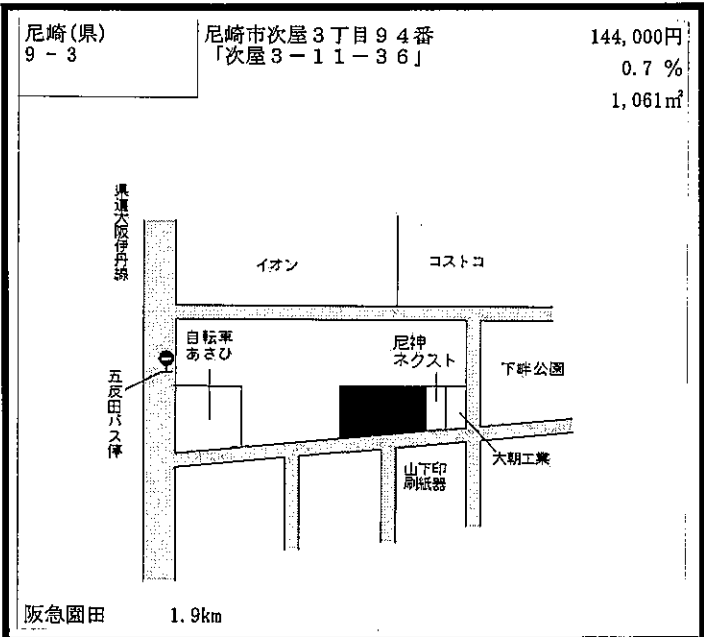 尼崎(県)
9－3
尼崎市次屋３丁目９４番
「次屋３－１１－３６」
144,000円
0.7 %
1,061㎡
県道大阪伊丹線
イオン
コストコ
自転車
あさひ
尼神
ネクスト
下畔公園
五反田バス停
大朝工業
山下印
刷紙器
阪急園田 1.9km